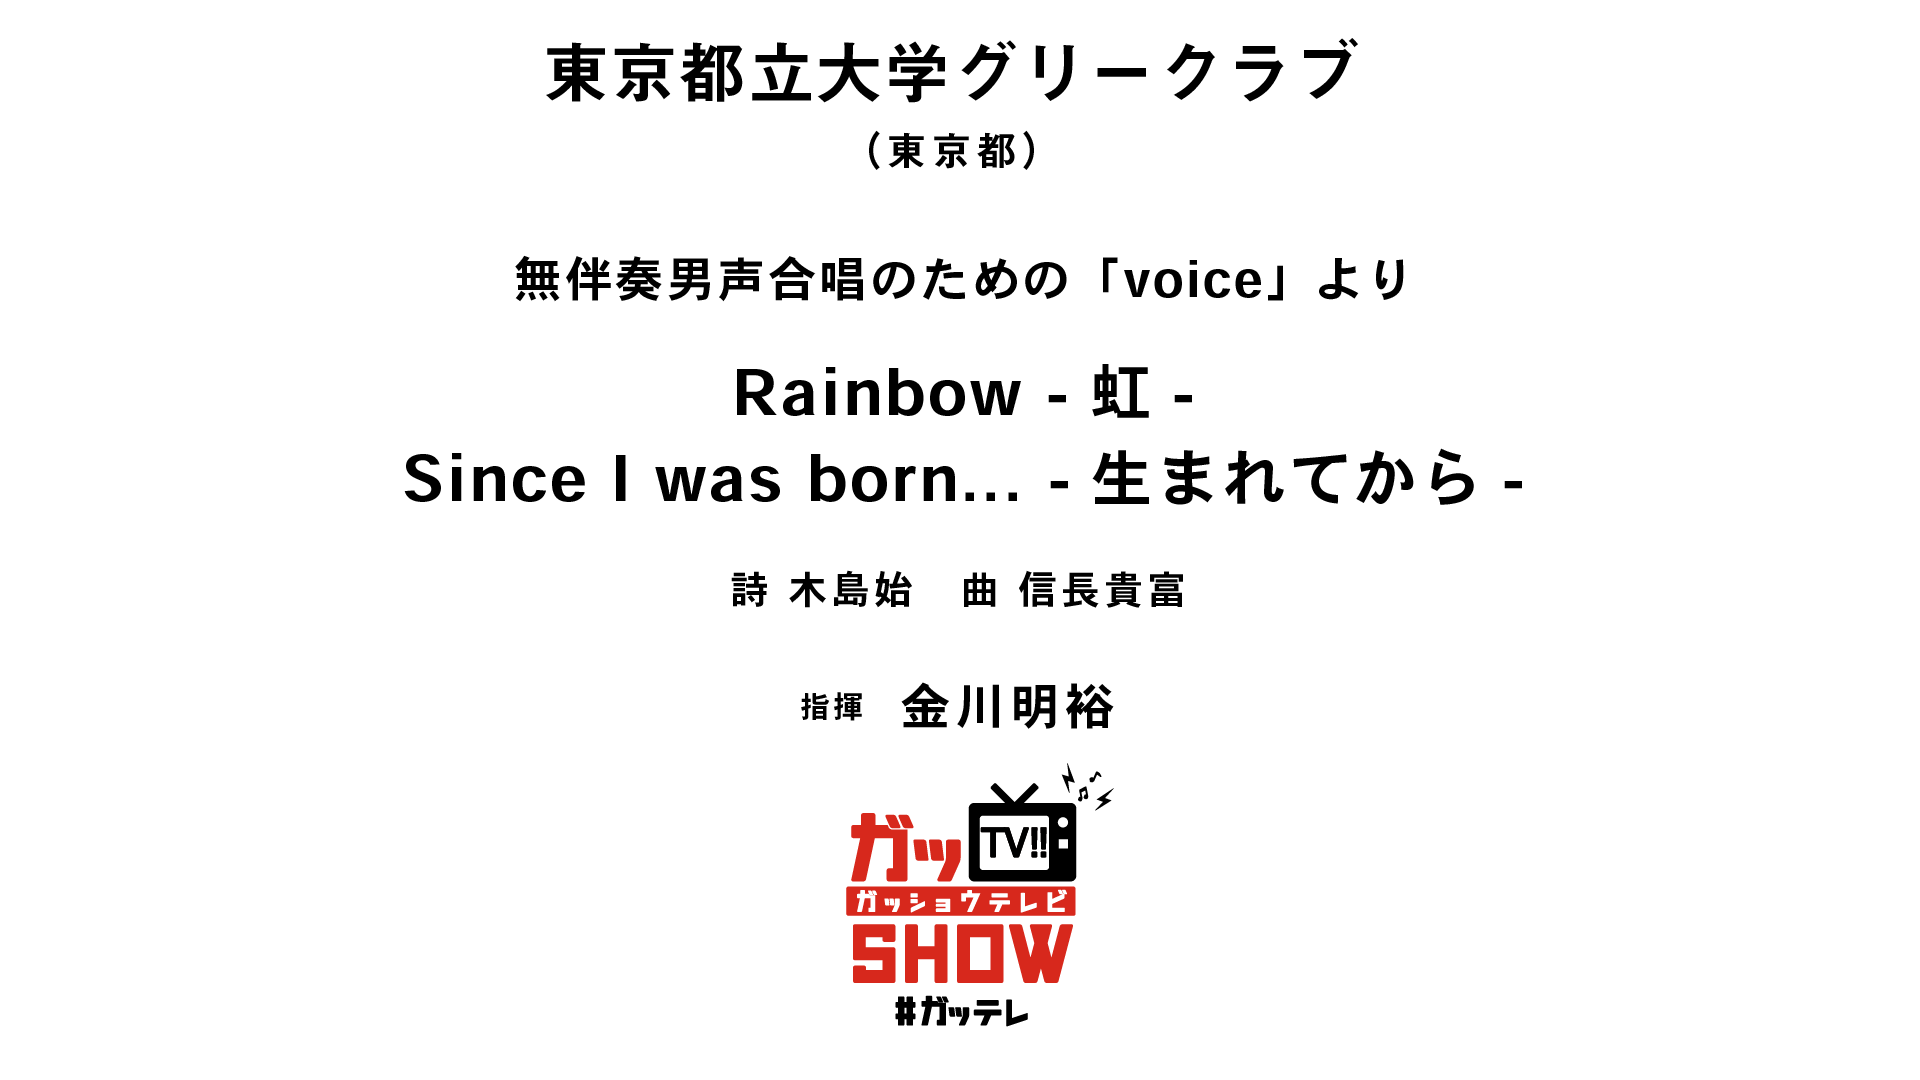 東京都立大学グリークラブ
（東京都）
無伴奏男声合唱のための「voice」より
Rainbow - 虹 -
Since I was born... - 生まれてから -
詩 木島始　曲 信長貴富
指揮　金川明裕
ガッ TV!!
ガッショウテレビ
SHOW
#ガッテレ